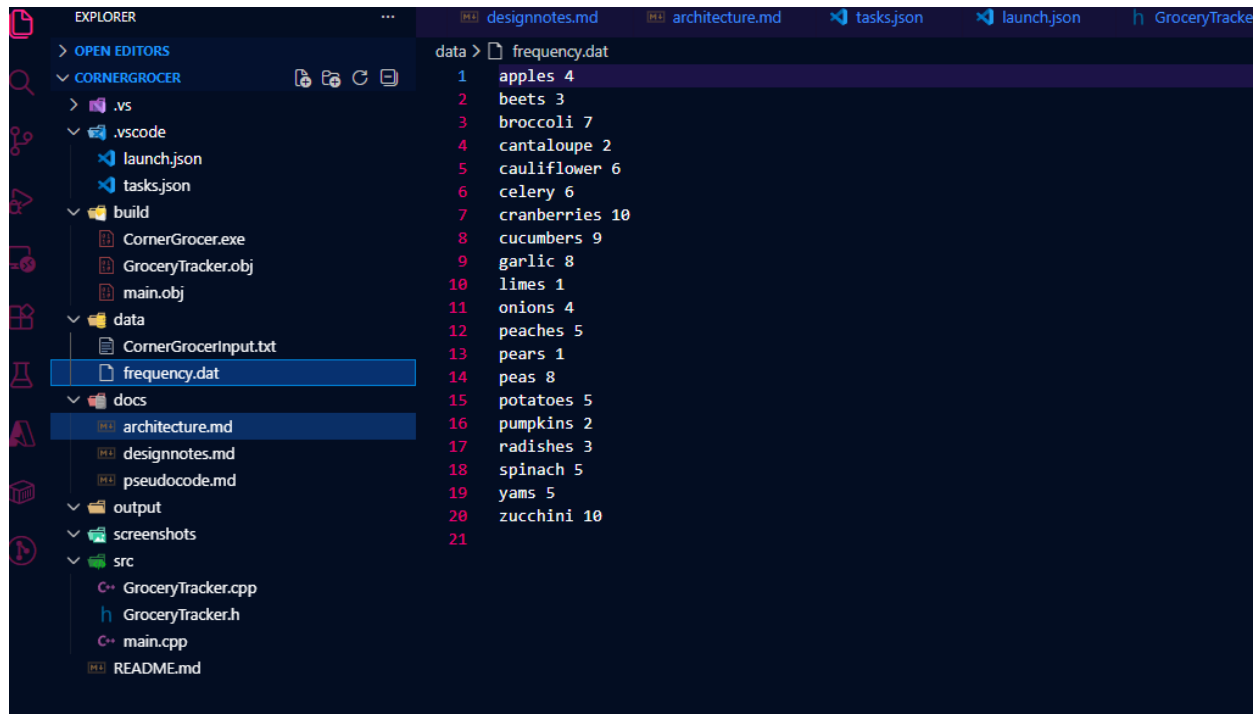 EXPLORER ...
OPEN EDITORS
CORNERGROCER
.vs
.vscode
launch.json
tasks.json
build
CornerGrocer.exe
GroceryTracker.obj
main.obj
data
CornerGrocerInput.txt
frequency.dat
docs
architecture.md
designnotes.md
pseudocode.md
output
screenshots
src
C++ GroceryTracker.cpp
h GroceryTracker.h
C++ main.cpp
README.md
designnotes.md architecture.md tasks.json launch.json h GroceryTracke
data > frequency.dat
1 apples 4
2 beets 3
3 broccoli 7
4 cantaloupe 2
5 cauliflower 6
6 celery 6
7 cranberries 10
8 cucumbers 9
9 garlic 8
10 limes 1
11 onions 4
12 peaches 5
13 pears 1
14 peas 8
15 potatoes 5
16 pumpkins 2
17 radishes 3
18 spinach 5
19 yams 5
20 zucchini 10
21